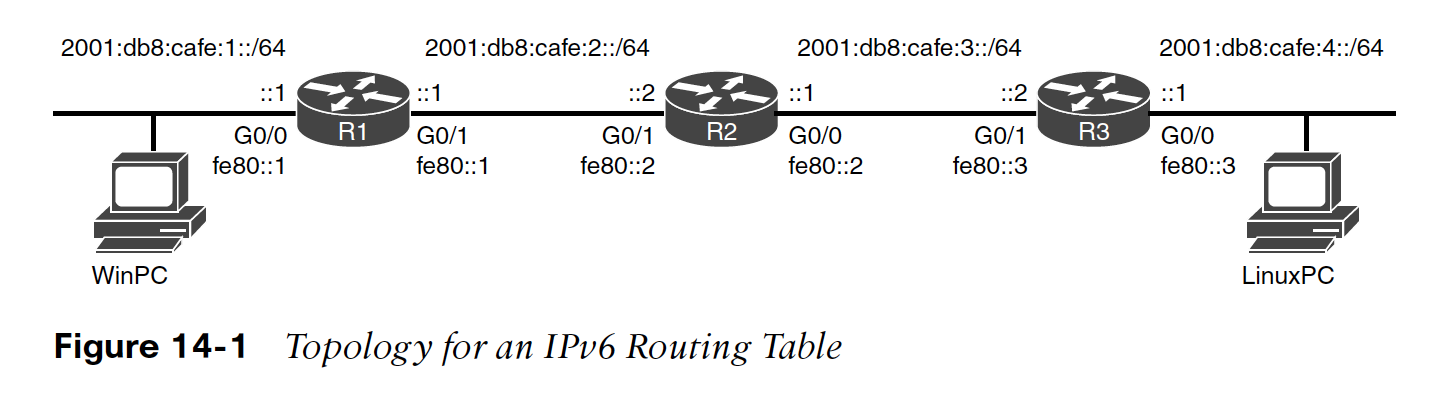 2001:db8:cafe:1::/64 2001:db8:cafe:2::/64 2001:db8:cafe:3::/64 2001:db8:cafe:4::/64
::1 ::1 ::2 ::1 ::2 ::1
R1 R2 R3
G0/0 G0/1 G0/1 G0/0 G0/1 G0/0
fe80::1 fe80::1 fe80::2 fe80::2 fe80::3 fe80::3
WinPC LinuxPC
Figure 14-1 Topology for an IPv6 Routing Table